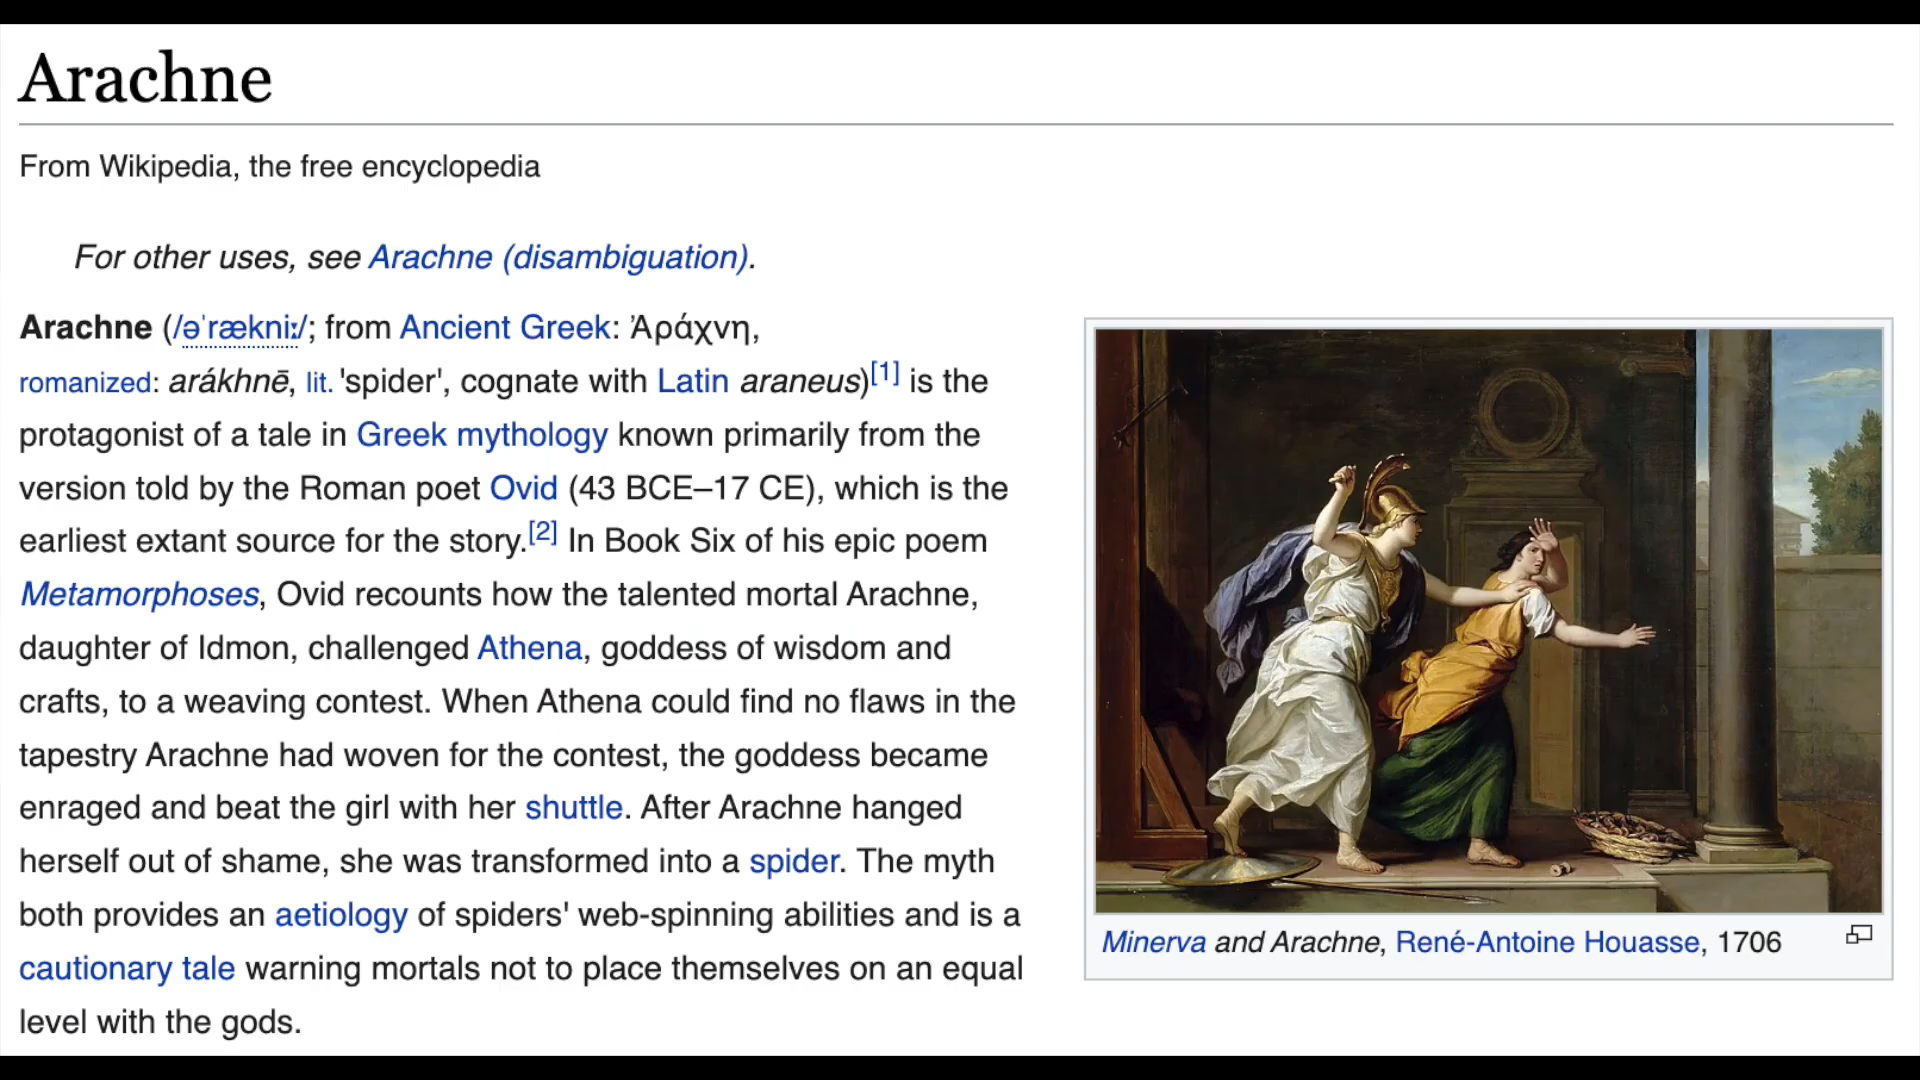 Arachne
From Wikipedia, the free encyclopedia
For other uses, see Arachne (disambiguation).
Arachne (/əˈrækniː/; from Ancient Greek: Ἀράχνη,
romanized: arákhnē, lit. 'spider', cognate with Latin araneus)[1] is the
protagonist of a tale in Greek mythology known primarily from the
version told by the Roman poet Ovid (43 BCE–17 CE), which is the
earliest extant source for the story.[2] In Book Six of his epic poem
Metamorphoses, Ovid recounts how the talented mortal Arachne,
daughter of Idmon, challenged Athena, goddess of wisdom and
crafts, to a weaving contest. When Athena could find no flaws in the
tapestry Arachne had woven for the contest, the goddess became
enraged and beat the girl with her shuttle. After Arachne hanged
herself out of shame, she was transformed into a spider. The myth
both provides an aetiology of spiders' web-spinning abilities and is a
cautionary tale warning mortals not to place themselves on an equal
level with the gods.
Minerva and Arachne, René-Antoine Houasse, 1706